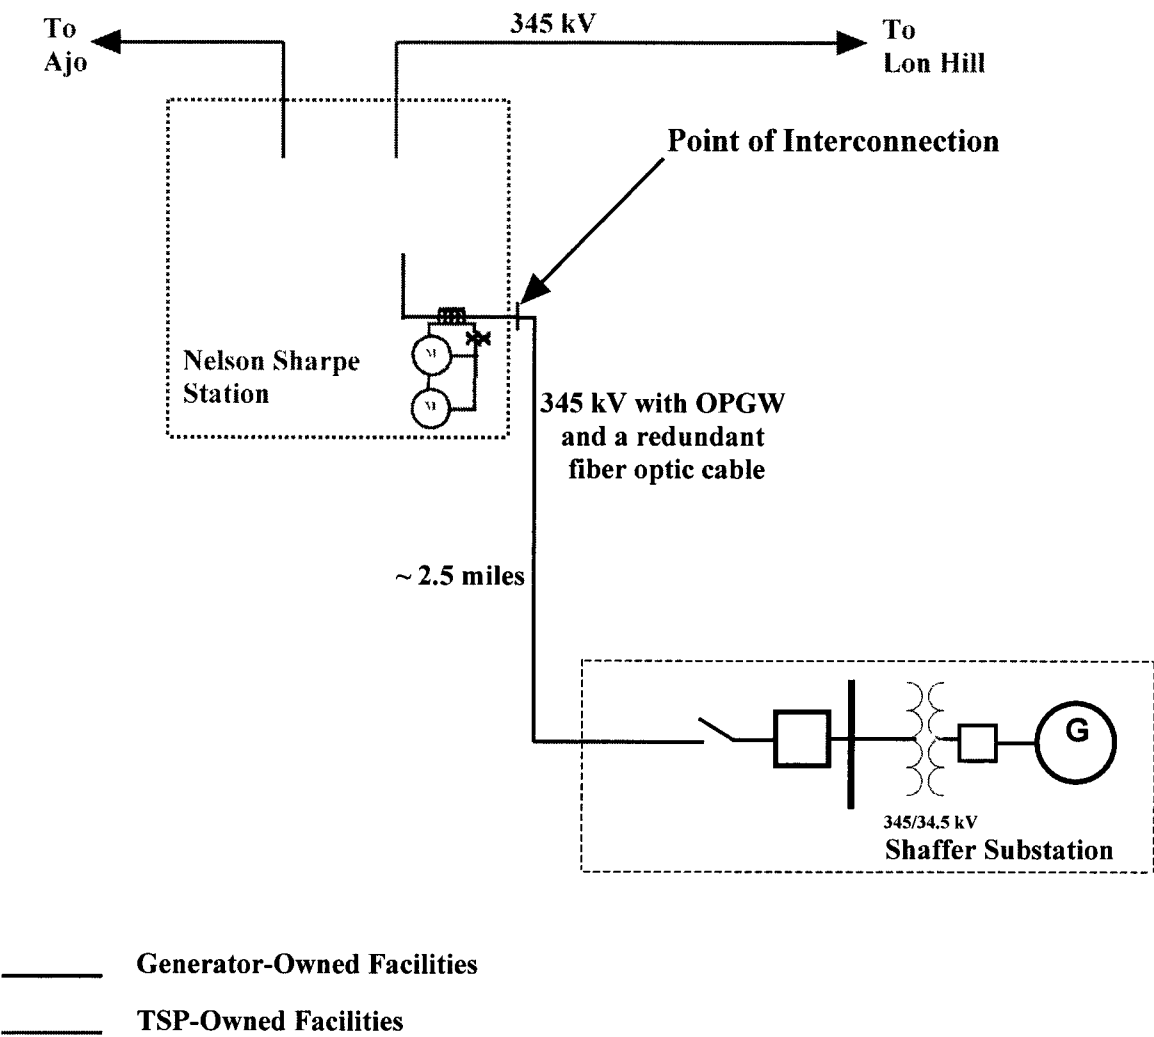 To
Ajo
345 kV
To
Lon Hill
Point of Interconnection
Nelson Sharpe
Station
M
M
345 kV with OPGW
and a redundant
fiber optic cable
~ 2.5 miles
G
345/34.5 kV
Shaffer Substation
Generator-Owned Facilities
TSP-Owned Facilities